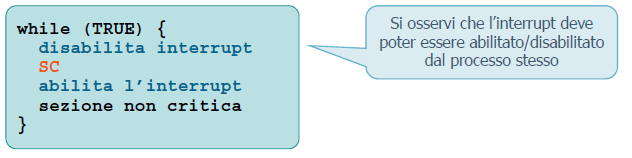 while (TRUE) {
disabilita interrupt
SC
abilita l’interrupt
sezione non critica
}
Si osservi che l’interrupt deve
poter essere abilitato/disabilitato
dal processo stesso